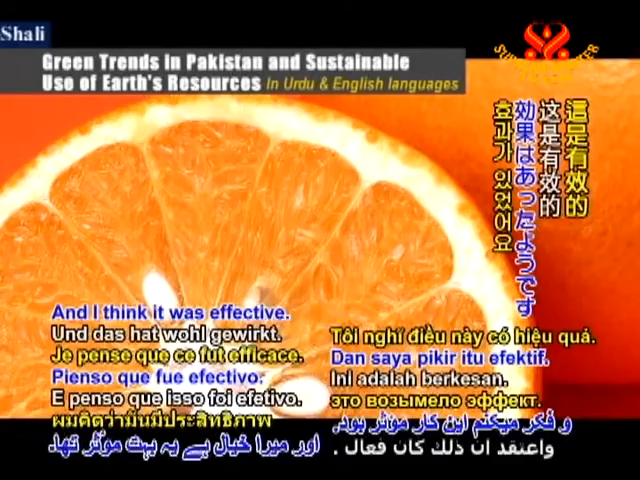 Shali
Green Trends in Pakistan and Sustainable
Use of Earth's Resources In Urdu & English languages
這是有效的
这是有效的
効果はあったようです
효과가 있었어요
And I think it was effective.
Und das hat wohl gewirkt.
Je pense que ce fut efficace.
Pienso que fue efectivo.
E penso que isso foi efetivo.
ผมคิดว่ามันมีประสิทธิภาพ
اور میرا خیال ہے یہ بہت موثر تھا۔
Tôi nghĩ điều này có hiệu quả.
Dan saya pikir itu efektif.
Ini adalah berkesan.
это возымело эффект.
و فکر میکنم این کار موثر بود.
واعتقد ان ذلك كان فعال .